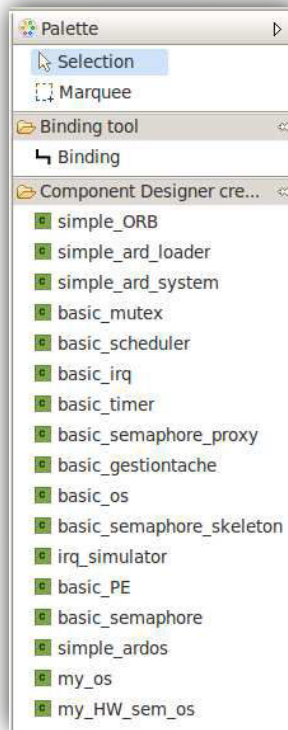 Palette
Selection
Marquee
Binding tool
Binding
Component Designer cre...
simple_ORB
simple_ard_loader
simple_ard_system
basic_mutex
basic_scheduler
basic_irq
basic_timer
basic_semaphore_proxy
basic_gestiontache
basic_os
basic_semaphore_skeleton
irq_simulator
basic_PE
basic_semaphore
simple_ardos
my_os
my_HW_sem_os